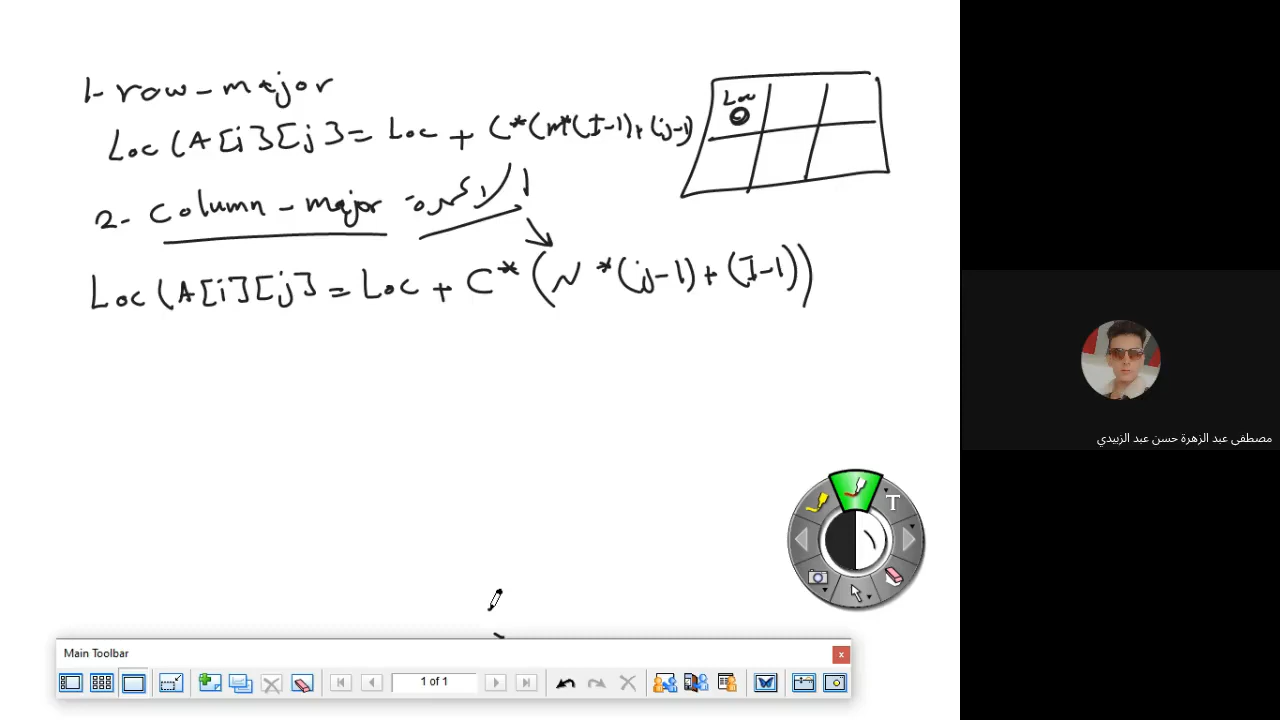 1- row - major
Loc (A [i][j] = Loc + C*(m*(I-1)+(j-1)
Loc
2- Column - major
Loc (A[i][j] = Loc + C* (N *(j-1) + (I-1))
مصطفى عبد الزهرة حسن عبد الزبيدي
T
Main Toolbar
x
1 of 1